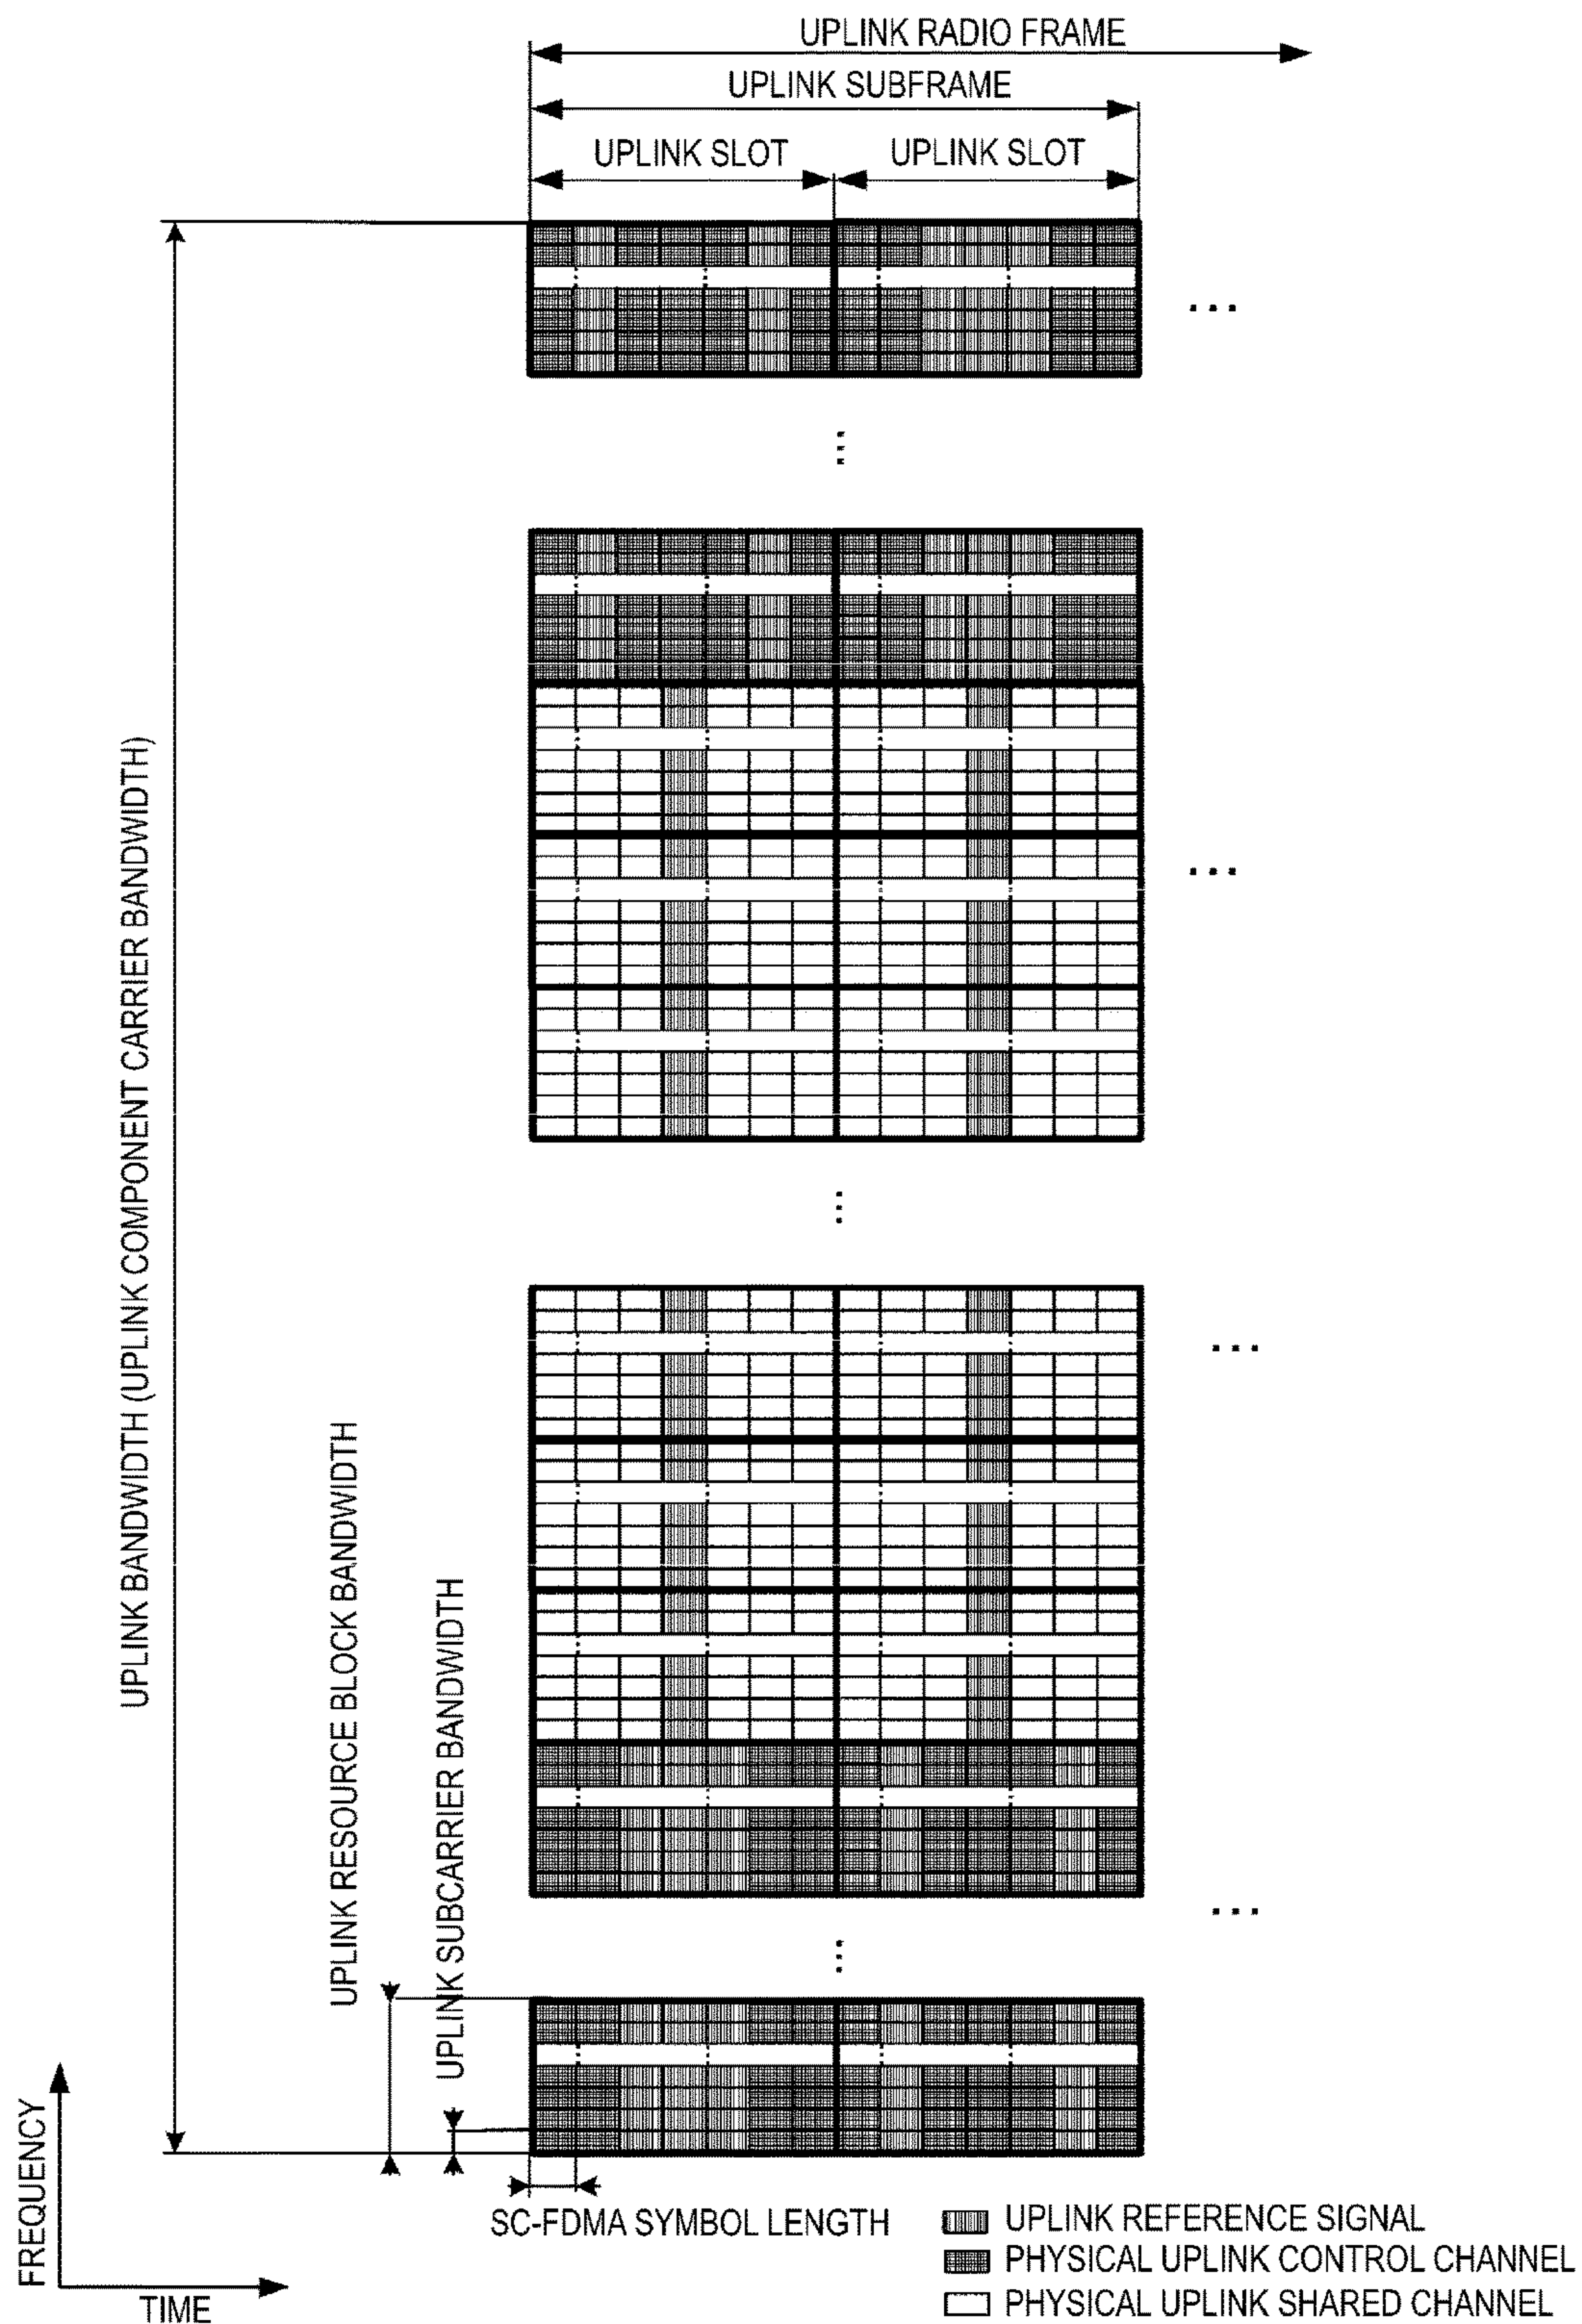 UPLINK RADIO FRAME
UPLINK SUBFRAME
UPLINK SLOT
UPLINK SLOT
UPLINK BANDWIDTH (UPLINK COMPONENT CARRIER BANDWIDTH)
UPLINK RESOURCE BLOCK BANDWIDTH
UPLINK SUBCARRIER BANDWIDTH
SC-FDMA SYMBOL LENGTH
FREQUENCY
TIME
UPLINK REFERENCE SIGNAL
PHYSICAL UPLINK CONTROL CHANNEL
PHYSICAL UPLINK SHARED CHANNEL